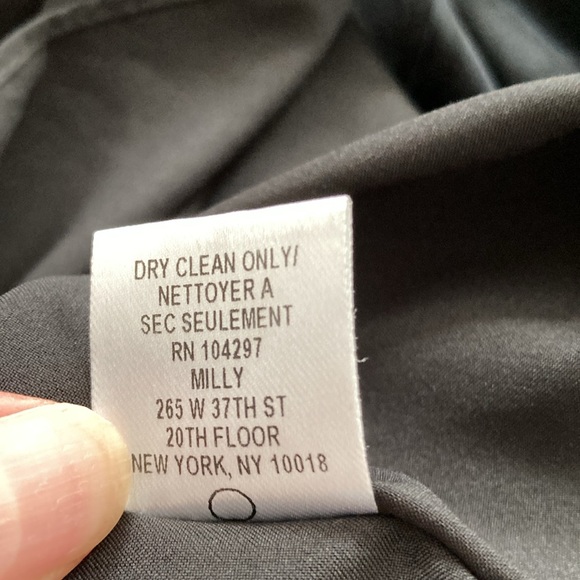 DRY CLEAN ONLY/
NETTOYER A
SEC SEULEMENT
RN 104297
MILLY
265 W 37TH ST
20TH FLOOR
NEW YORK, NY 10018